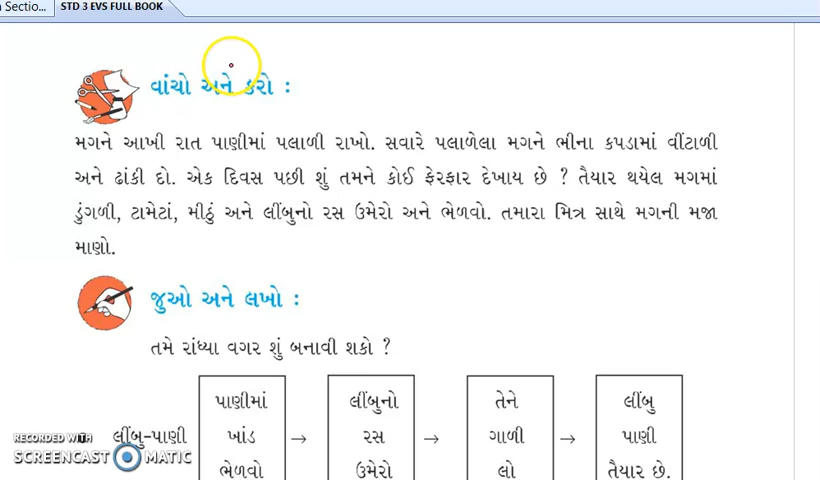 Sectio...
STD 3 EVS FULL BOOK
વાંચો અને કરો :
મગને આખી રાત પાણીમાં પલાળી રાખો. સવારે પલાળેલા મગને ભીના કપડામાં વીંટાળી
અને ઢાંકી દો. એક દિવસ પછી શું તમને કોઈ ફેરફાર દેખાય છે ? તૈયાર થયેલ મગમાં
ડુંગળી, ટામેટાં, મીઠું અને લીંબુનો રસ ઉમેરો અને ભેળવો. તમારા મિત્ર સાથે મગની મજા
માણો.
જુઓ અને લખો :
તમે રાંધ્યા વગર શું બનાવી શકો ?
લીંબુ-પાણી
પાણીમાં
ખાંડ
ભેળવો
→
લીંબુનો
રસ
ઉમેરો
→
તેને
ગાળી
લો
→
લીંબુ
પાણી
તૈયાર છે.
RECORDED WITH
SCREENCAST MATIC